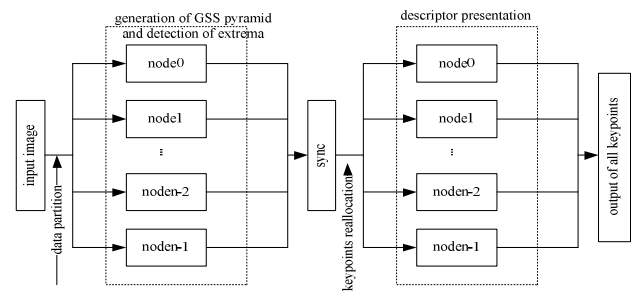 generation of GSS pyramid
and detection of extrema
descriptor presentation
input image
data partition
node0
node1
...
noden-2
noden-1
sync
keypoints reallocation
node0
node1
...
noden-2
noden-1
output of all keypoints